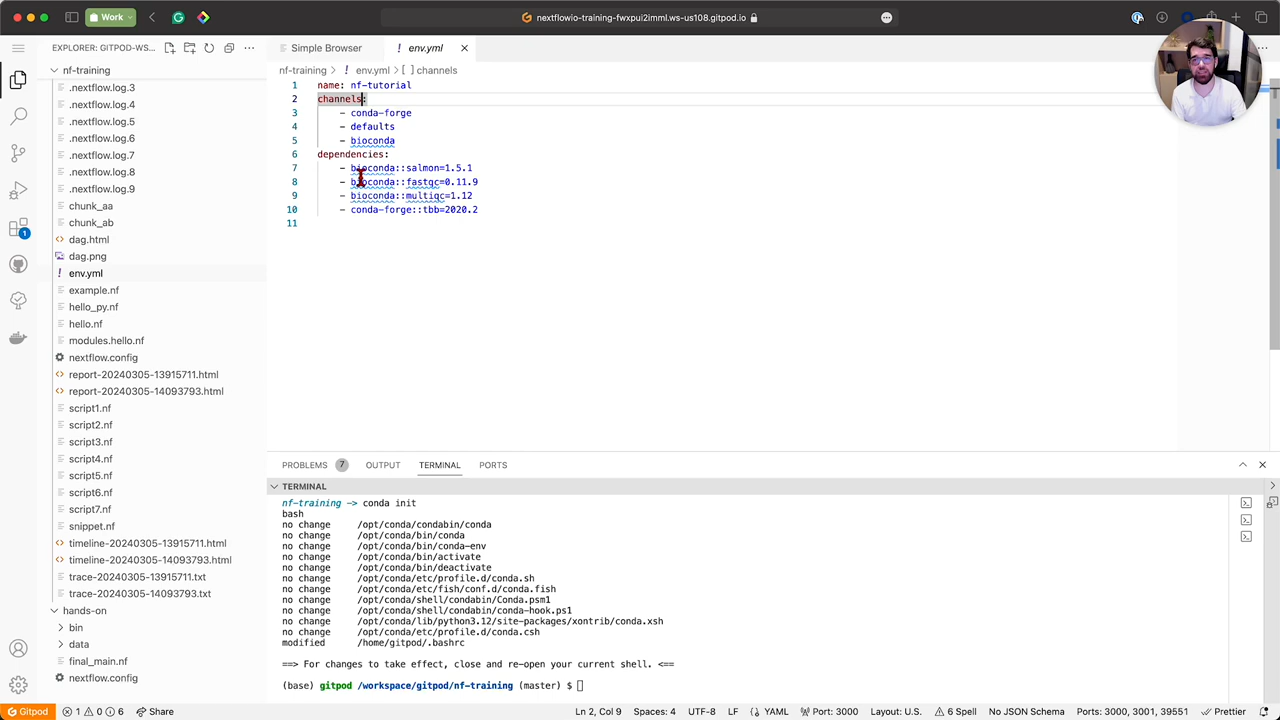 Work
nextflowio-training-fwxpui2imml.ws-us108.gitpod.io
EXPLORER: GITPOD-WS...
nf-training
.nextflow.log.3
.nextflow.log.4
.nextflow.log.5
.nextflow.log.6
.nextflow.log.7
.nextflow.log.8
.nextflow.log.9
chunk_aa
chunk_ab
dag.html
dag.png
env.yml
example.nf
hello_py.nf
hello.nf
modules.hello.nf
nextflow.config
report-20240305-13915711.html
report-20240305-14093793.html
script1.nf
script2.nf
script3.nf
script4.nf
script5.nf
script6.nf
script7.nf
snippet.nf
timeline-20240305-13915711.html
timeline-20240305-14093793.html
trace-20240305-13915711.txt
trace-20240305-14093793.txt
hands-on
bin
data
final_main.nf
nextflow.config
1
Simple Browser
! env.yml
nf-training > ! env.yml > [ ] channels
1 name: nf-tutorial
2 channels:
3 - conda-forge
4 - defaults
5 - bioconda
6 dependencies:
7 - bioconda::salmon=1.5.1
8 - bioconda::fastqc=0.11.9
9 - bioconda::multiqc=1.12
10 - conda-forge::tbb=2020.2
11
PROBLEMS 7 OUTPUT TERMINAL PORTS
TERMINAL
nf-training -> conda init
bash
no change /opt/conda/condabin/conda
no change /opt/conda/bin/conda
no change /opt/conda/bin/conda-env
no change /opt/conda/bin/activate
no change /opt/conda/bin/deactivate
no change /opt/conda/etc/profile.d/conda.sh
no change /opt/conda/etc/fish/conf.d/conda.fish
no change /opt/conda/shell/condabin/Conda.psm1
no change /opt/conda/shell/condabin/conda-hook.ps1
no change /opt/conda/lib/python3.12/site-packages/xontrib/conda.xsh
no change /opt/conda/etc/profile.d/conda.csh
modified /home/gitpod/.bashrc
==> For changes to take effect, close and re-open your current shell. <==
(base) gitpod /workspace/gitpod/nf-training (master) $
Gitpod 1 0 6 Share Ln 2, Col 9 Spaces: 4 UTF-8 LF YAML Port: 3000 Layout: U.S. 6 Spell No JSON Schema Ports: 3000, 3001, 39551 Prettier